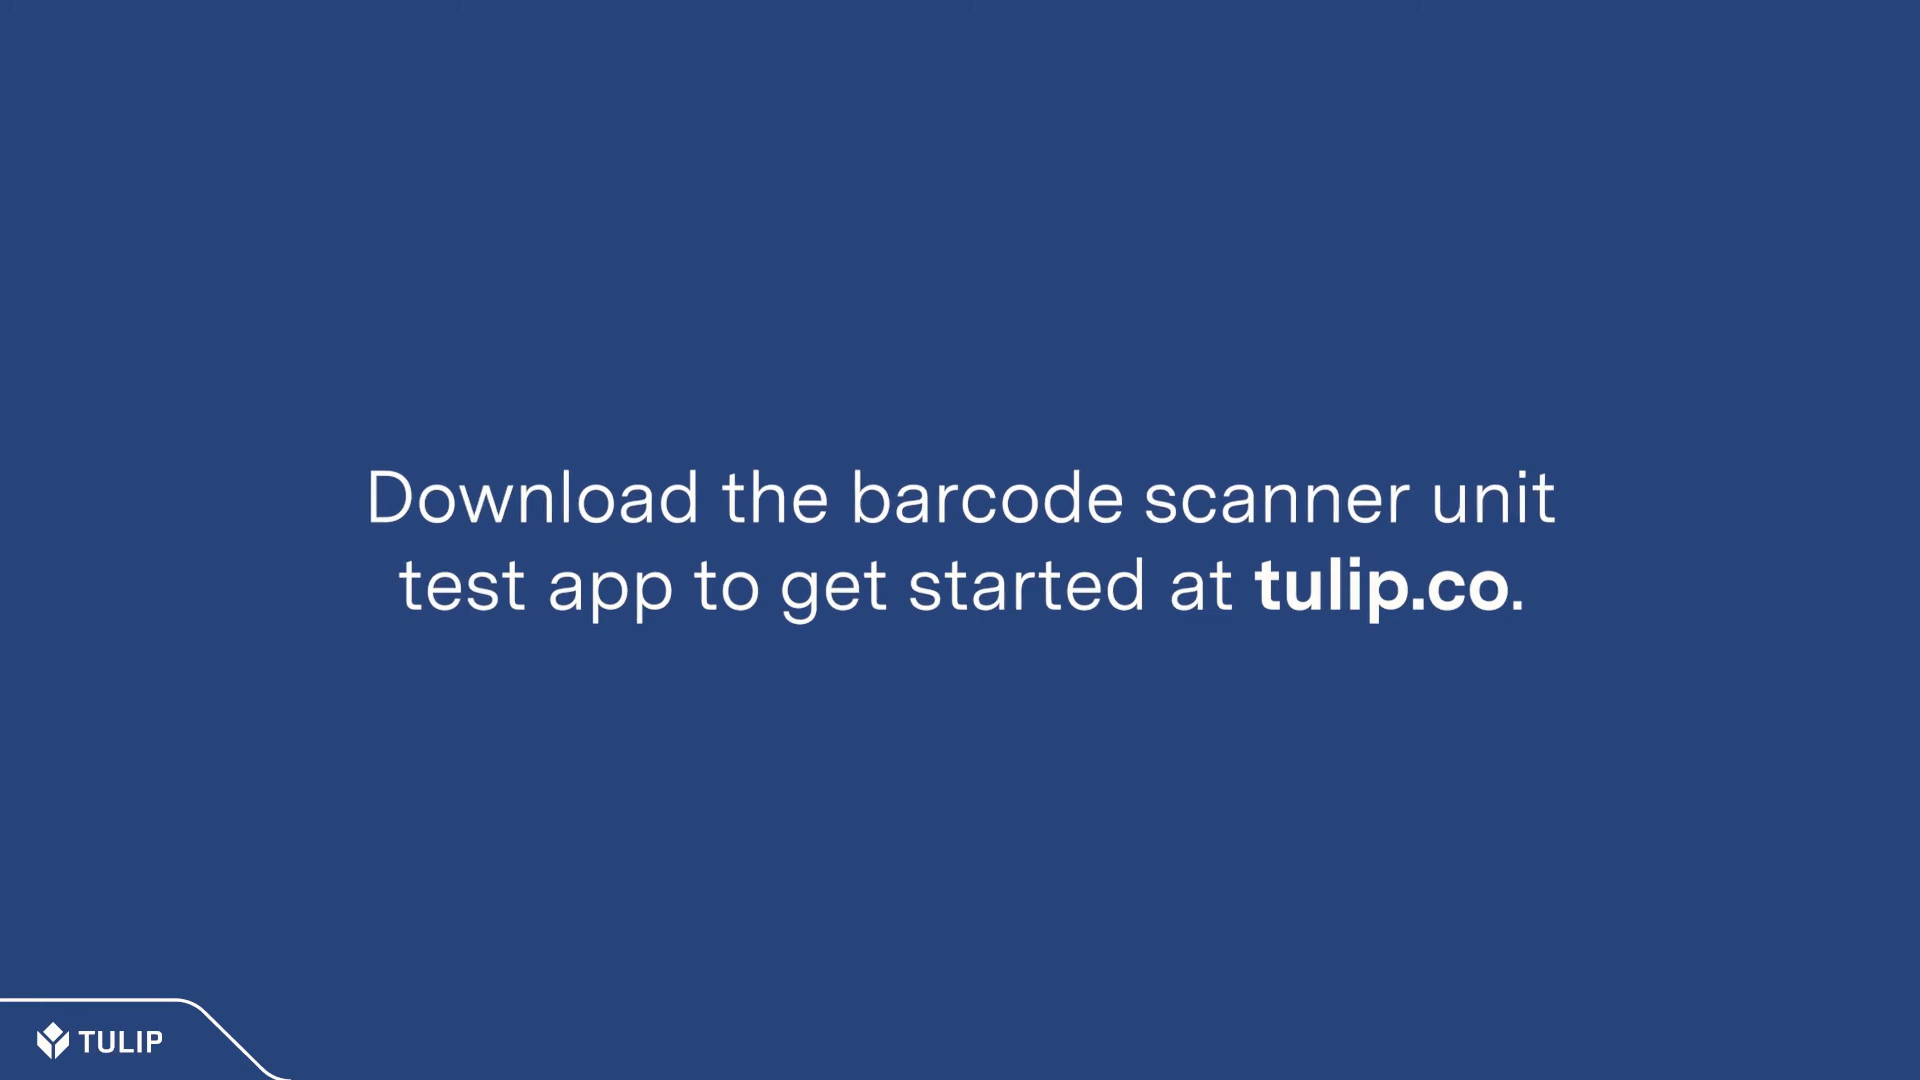 Download the barcode scanner unit
test app to get started at tulip.co.
TULIP